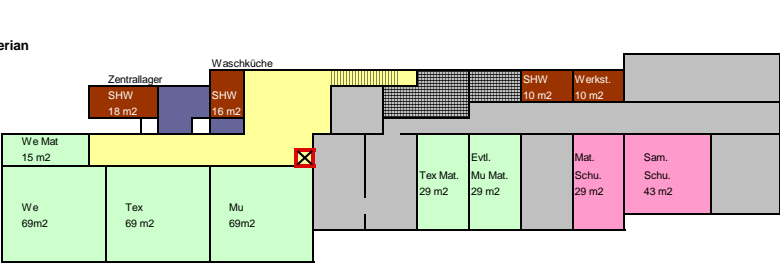 erian
Waschküche
Zentrallager
SHW
18 m2
SHW
16 m2
SHW
10 m2
Werkst.
10 m2
We Mat
15 m2
We
69m2
Tex
69 m2
Mu
69m2
Tex Mat.
29 m2
Evtl.
Mu Mat.
29 m2
Mat.
Schu.
29 m2
Sam.
Schu.
43 m2